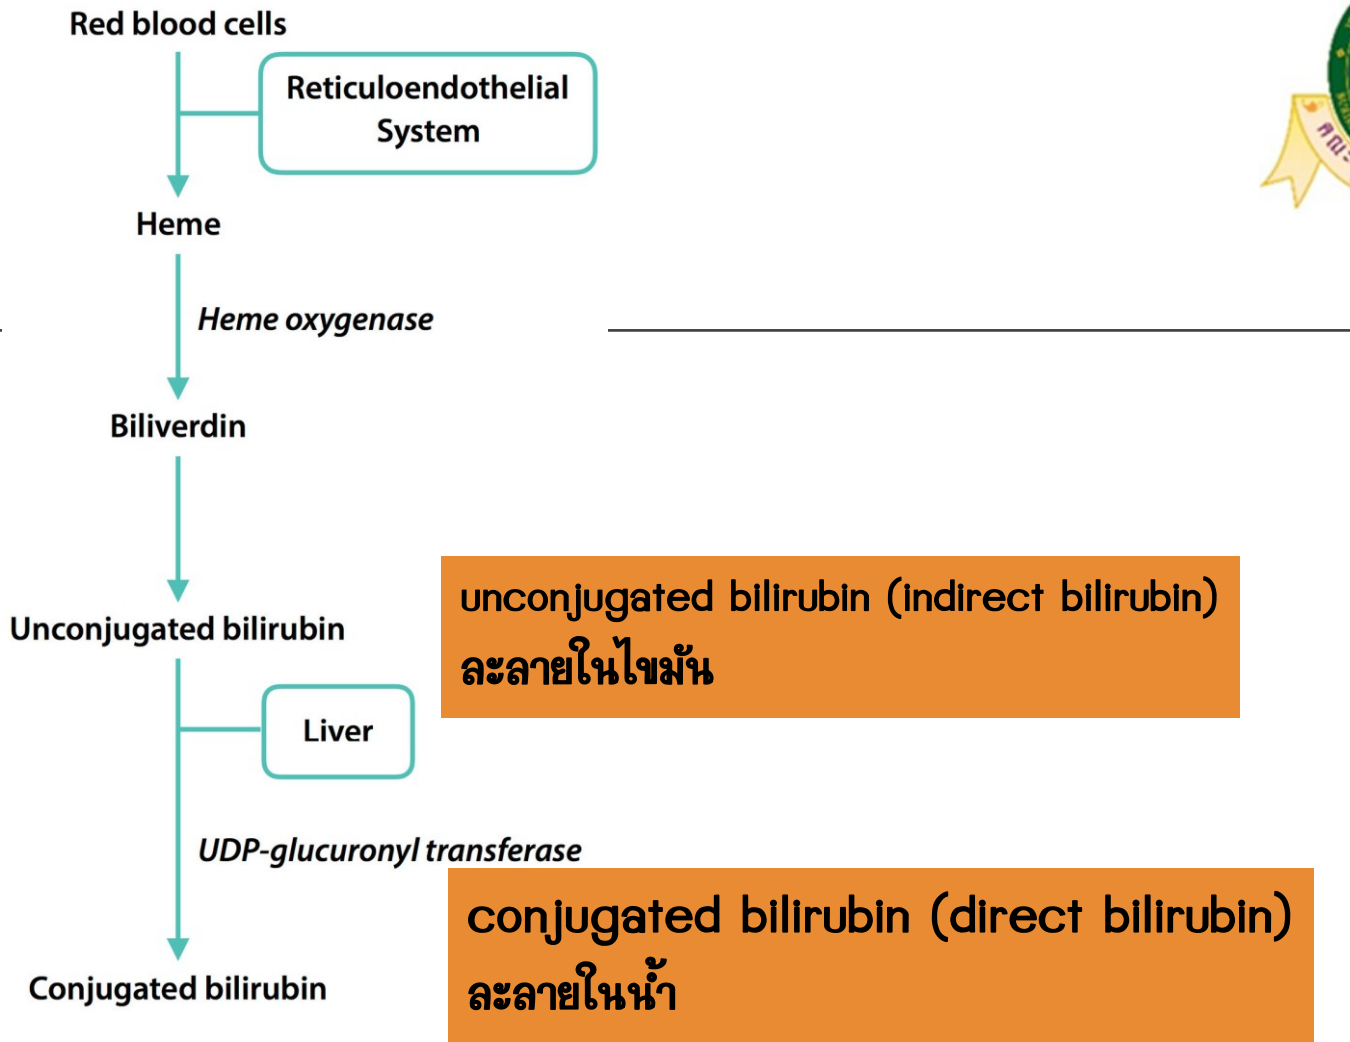 Red blood cells
Reticuloendothelial
System
Heme
Heme oxygenase
Biliverdin
Unconjugated bilirubin
unconjugated bilirubin (indirect bilirubin)
ละลายในไขมัน
Liver
UDP-glucuronyl transferase
conjugated bilirubin (direct bilirubin)
ละลายในน้ำ
Conjugated bilirubin